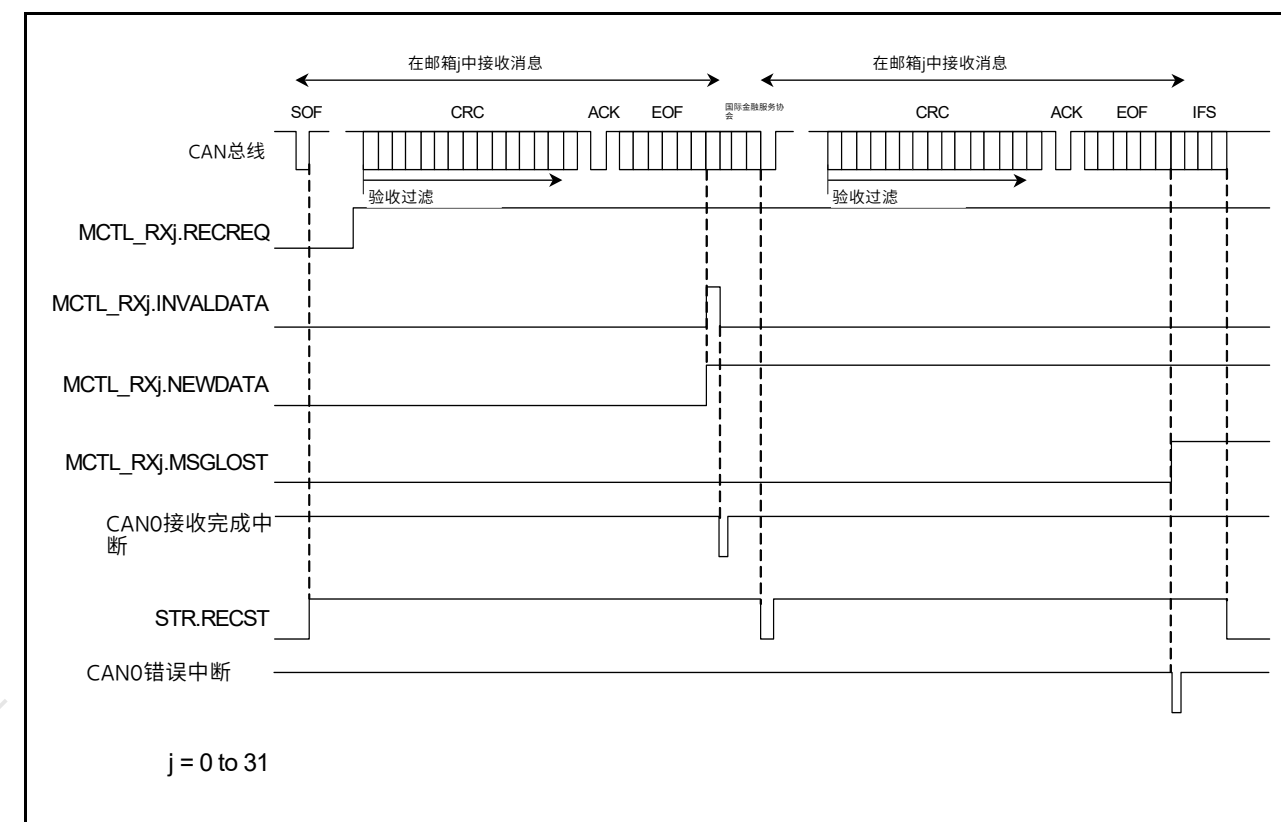 在邮箱j中接收消息
在邮箱j中接收消息
SOF
CRC
ACK
EOF
国际金融服务协
会
CRC
ACK
EOF
IFS
CAN总线
验收过滤
验收过滤
MCTL_RXj.RECREQ
MCTL_RXj.INVALDATA
MCTL_RXj.NEWDATA
MCTL_RXj.MSGLOST
CAN0接收完成中
断
STR.RECST
CAN0错误中断
j = 0 to 31